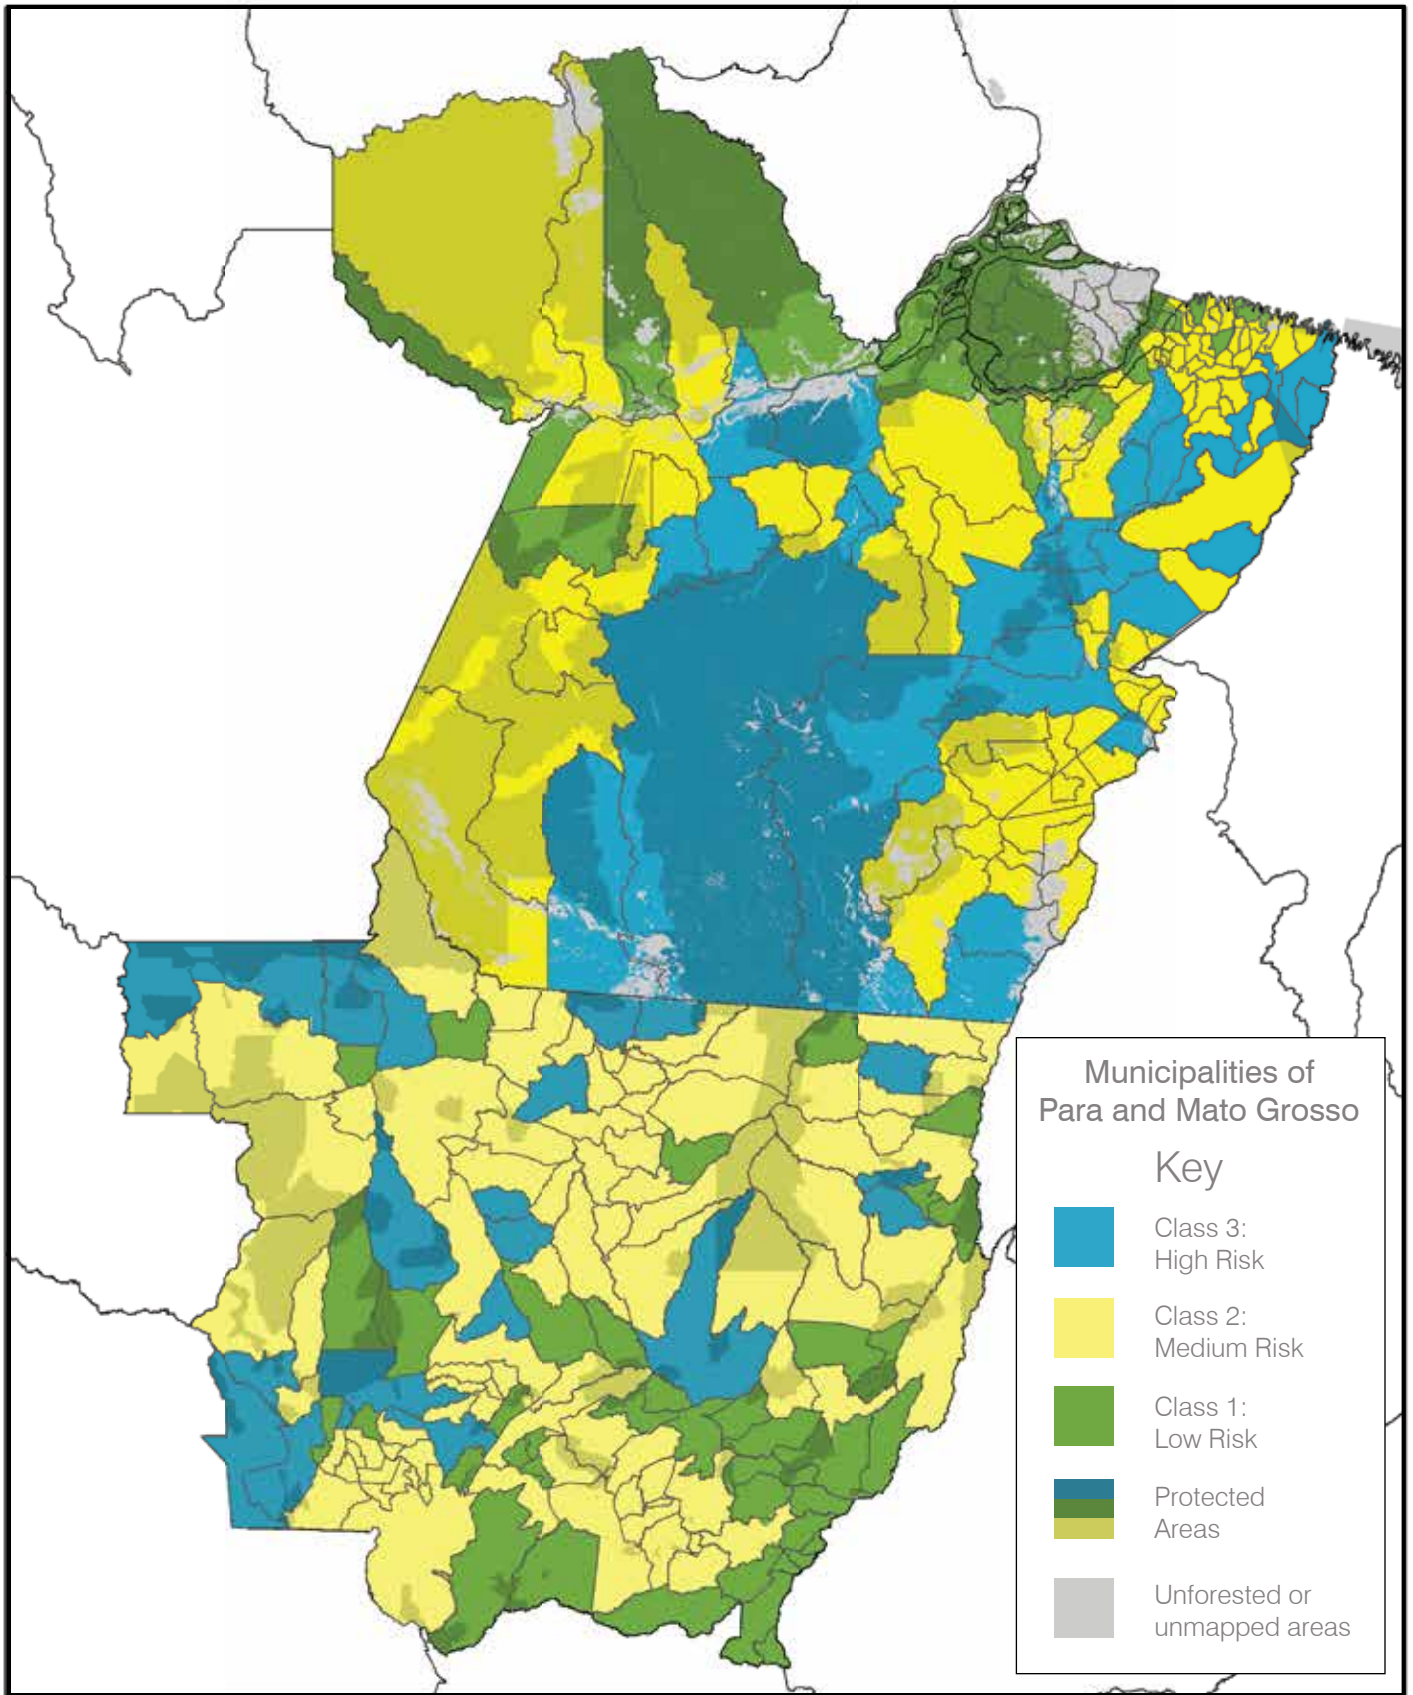 Municipalities of
Para and Mato Grosso
Key
Class 3:
High Risk
Class 2:
Medium Risk
Class 1:
Low Risk
Protected
Areas
Unforested or
unmapped areas